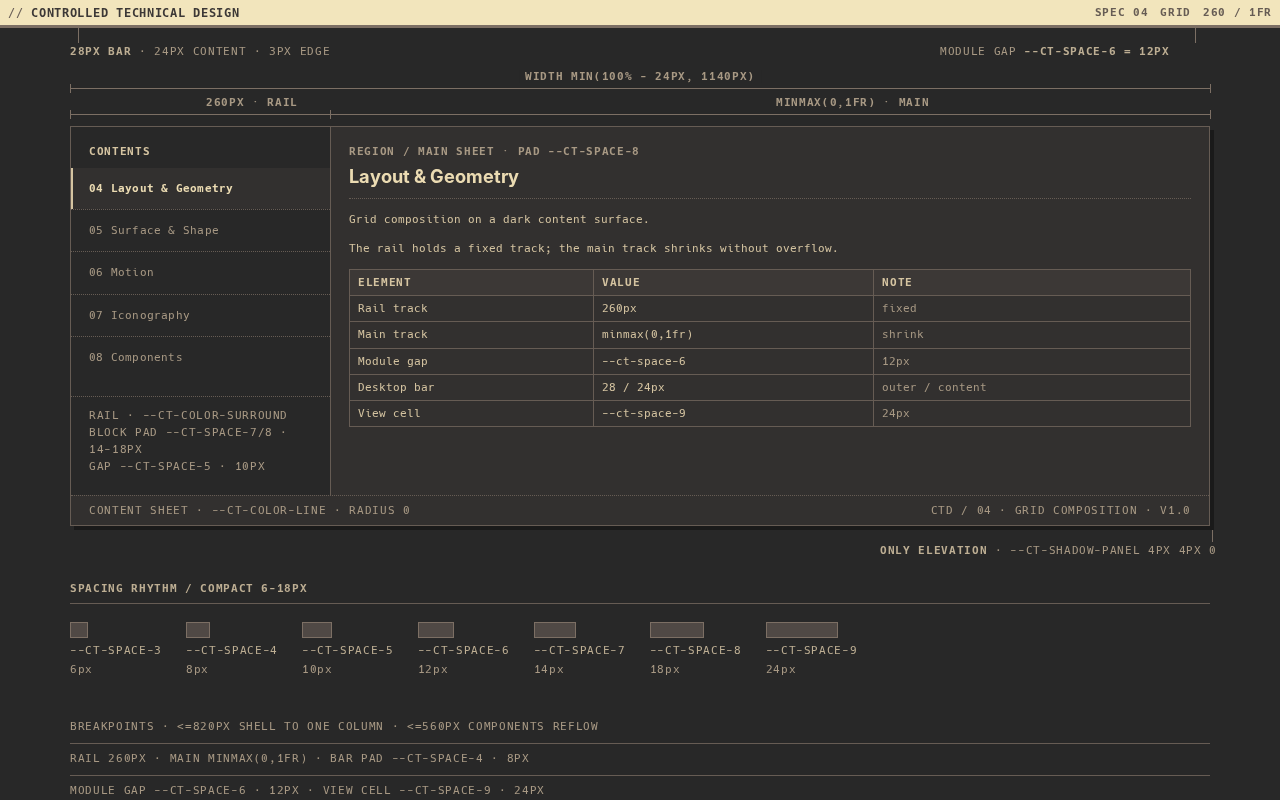 // CONTROLLED TECHNICAL DESIGN
SPEC 04 GRID 260 / 1FR
28PX BAR · 24PX CONTENT · 3PX EDGE
MODULE GAP --CT-SPACE-6 = 12PX
WIDTH MIN(100% - 24PX, 1140PX)
260PX · RAIL
MINMAX(0,1FR) · MAIN
CONTENTS
04 Layout & Geometry
05 Surface & Shape
06 Motion
07 Iconography
08 Components
RAIL · --CT-COLOR-SURROUND
BLOCK PAD --CT-SPACE-7/8 ·
14-18PX
GAP --CT-SPACE-5 · 10PX
REGION / MAIN SHEET · PAD --CT-SPACE-8
Layout & Geometry
Grid composition on a dark content surface.
The rail holds a fixed track; the main track shrinks without overflow.
ELEMENT VALUE NOTE
Rail track 260px fixed
Main track minmax(0,1fr) shrink
Module gap --ct-space-6 12px
Desktop bar 28 / 24px outer / content
View cell --ct-space-9 24px
CONTENT SHEET · --CT-COLOR-LINE · RADIUS 0
CTD / 04 · GRID COMPOSITION · V1.0
ONLY ELEVATION · --CT-SHADOW-PANEL 4PX 4PX 0
SPACING RHYTHM / COMPACT 6-18PX
--CT-SPACE-3 --CT-SPACE-4 --CT-SPACE-5 --CT-SPACE-6 --CT-SPACE-7 --CT-SPACE-8 --CT-SPACE-9
6px 8px 10px 12px 14px 18px 24px
BREAKPOINTS · <=820PX SHELL TO ONE COLUMN · <=560PX COMPONENTS REFLOW
RAIL 260PX · MAIN MINMAX(0,1FR) · BAR PAD --CT-SPACE-4 · 8PX
MODULE GAP --CT-SPACE-6 · 12PX · VIEW CELL --CT-SPACE-9 · 24PX